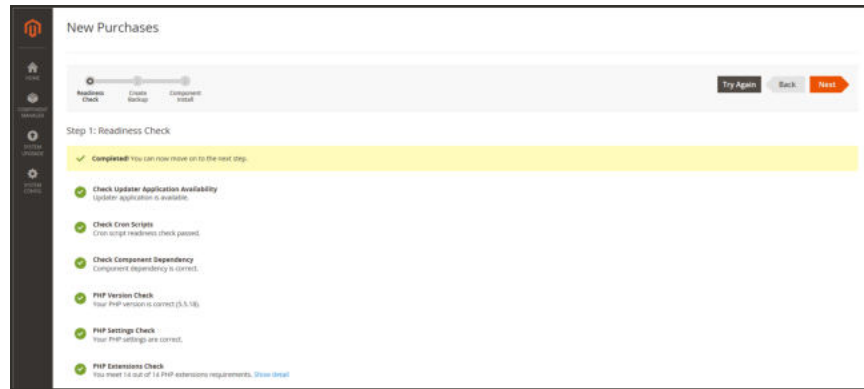 New Purchases
HOME
COMPONENT MANAGER
SYSTEM UPGRADE
SYSTEM CONFIG
Readiness Check
Create Backup
Component Install
Try Again
Back
Next
Step 1: Readiness Check
Completed! You can now move on to the next step.
Check Updater Application Availability
Updater application is available.
Check Cron Scripts
Cron script readiness check passed.
Check Component Dependency
Component dependency is correct.
PHP Version Check
Your PHP version is correct (5.5.18).
PHP Settings Check
Your PHP settings are correct.
PHP Extensions Check
You meet 14 out of 14 PHP extensions requirements. Show detail